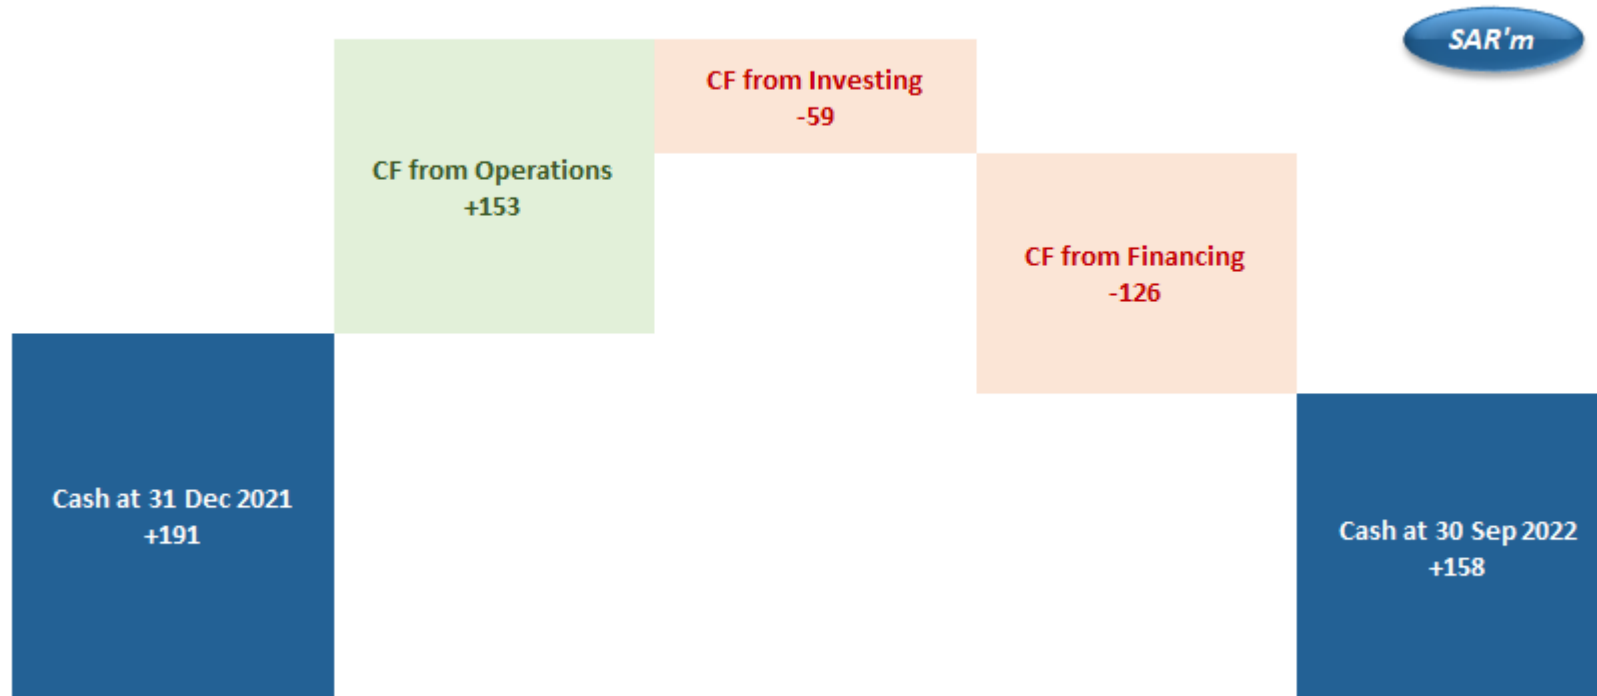 SAR'm
CF from Investing
-59
CF from Operations
+153
CF from Financing
-126
Cash at 31 Dec 2021
+191
Cash at 30 Sep 2022
+158